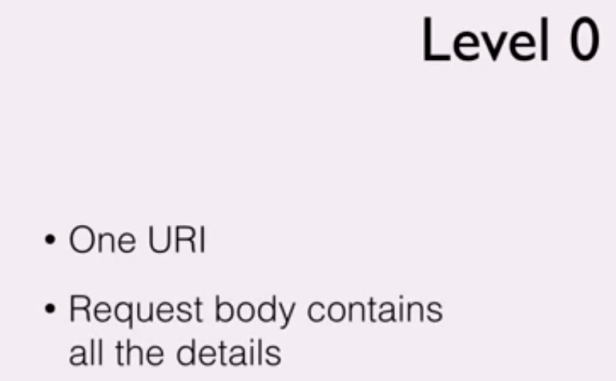 Level 0
• One URI
• Request body contains
all the details